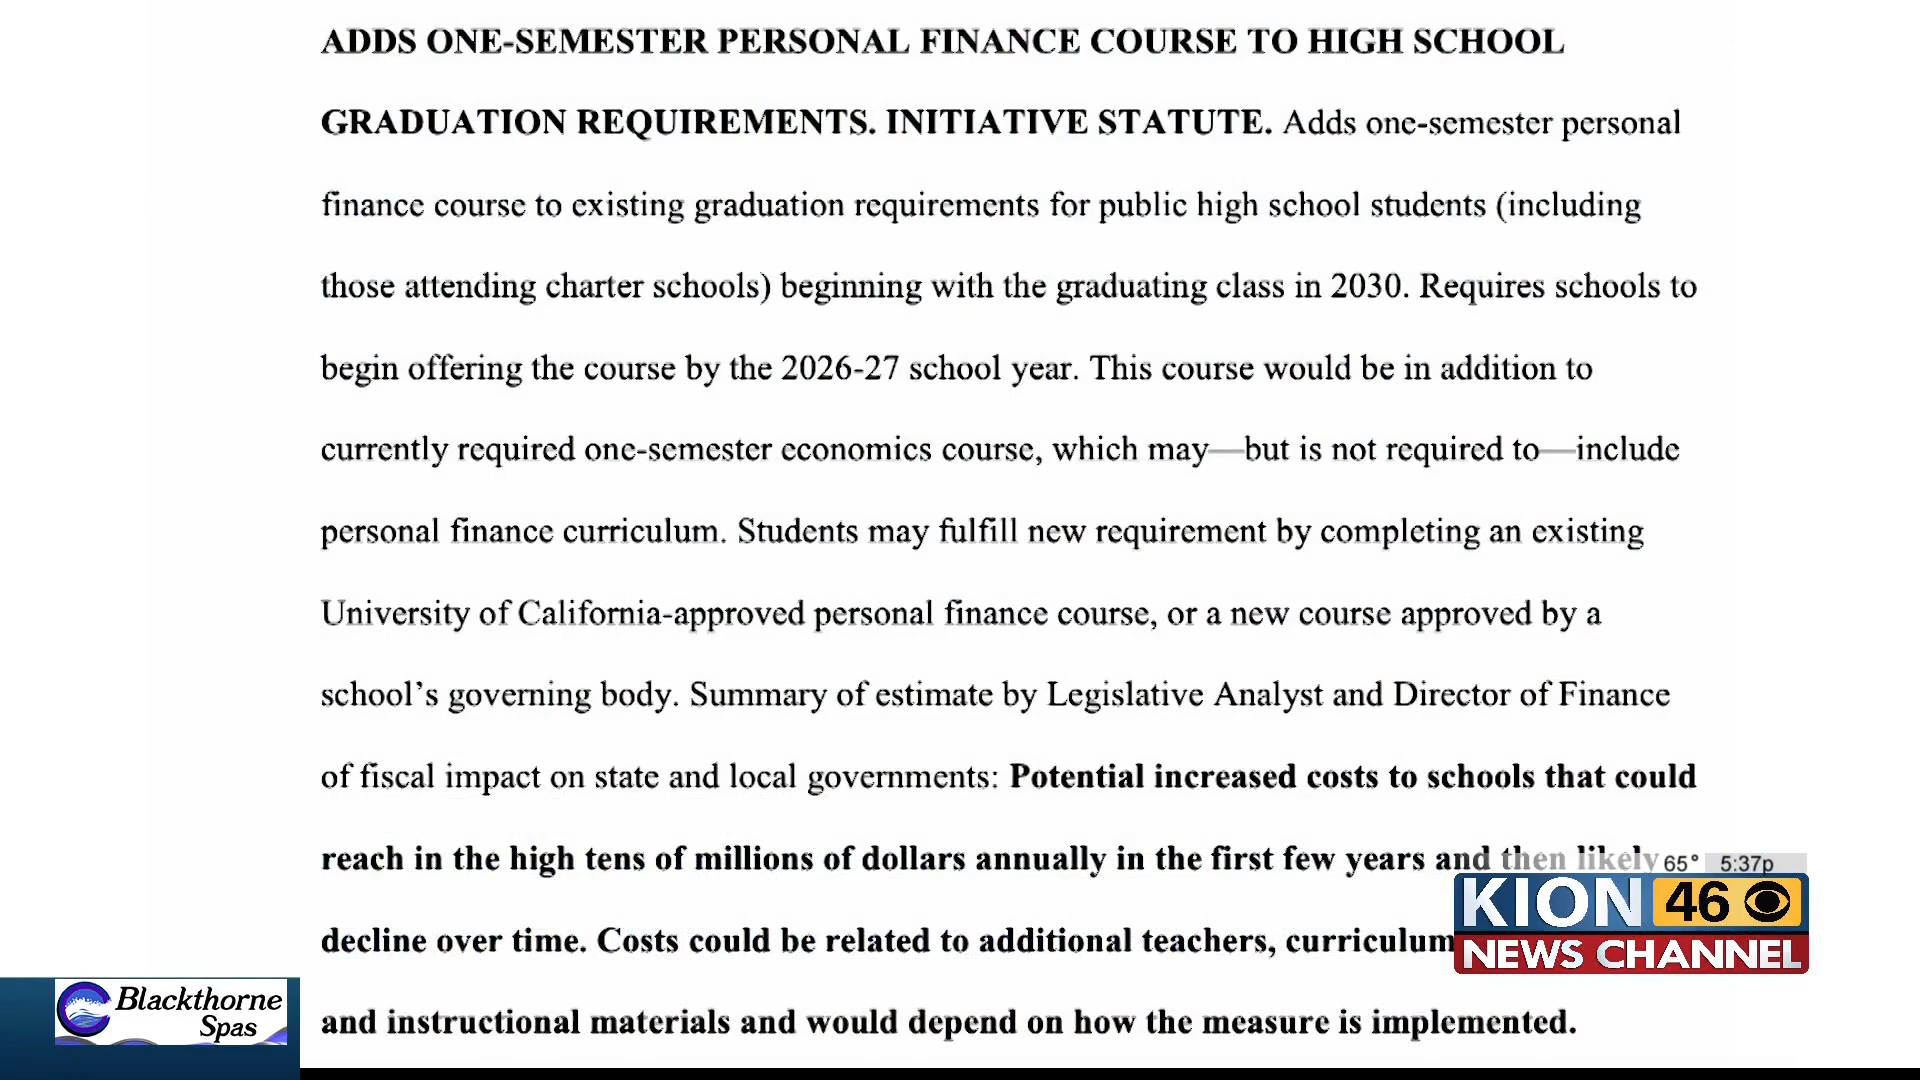 ADDS ONE-SEMESTER PERSONAL FINANCE COURSE TO HIGH SCHOOL
GRADUATION REQUIREMENTS. INITIATIVE STATUTE. Adds one-semester personal
finance course to existing graduation requirements for public high school students (including
those attending charter schools) beginning with the graduating class in 2030. Requires schools to
begin offering the course by the 2026-27 school year. This course would be in addition to
currently required one-semester economics course, which may—but is not required to—include
personal finance curriculum. Students may fulfill new requirement by completing an existing
University of California-approved personal finance course, or a new course approved by a
school’s governing body. Summary of estimate by Legislative Analyst and Director of Finance
of fiscal impact on state and local governments: Potential increased costs to schools that could
reach in the high tens of millions of dollars annually in the first few years and then likely
decline over time. Costs could be related to additional teachers, curriculum
and instructional materials and would depend on how the measure is implemented.
65° 5:37p
KION 46
NEWS CHANNEL
Blackthorne
Spas